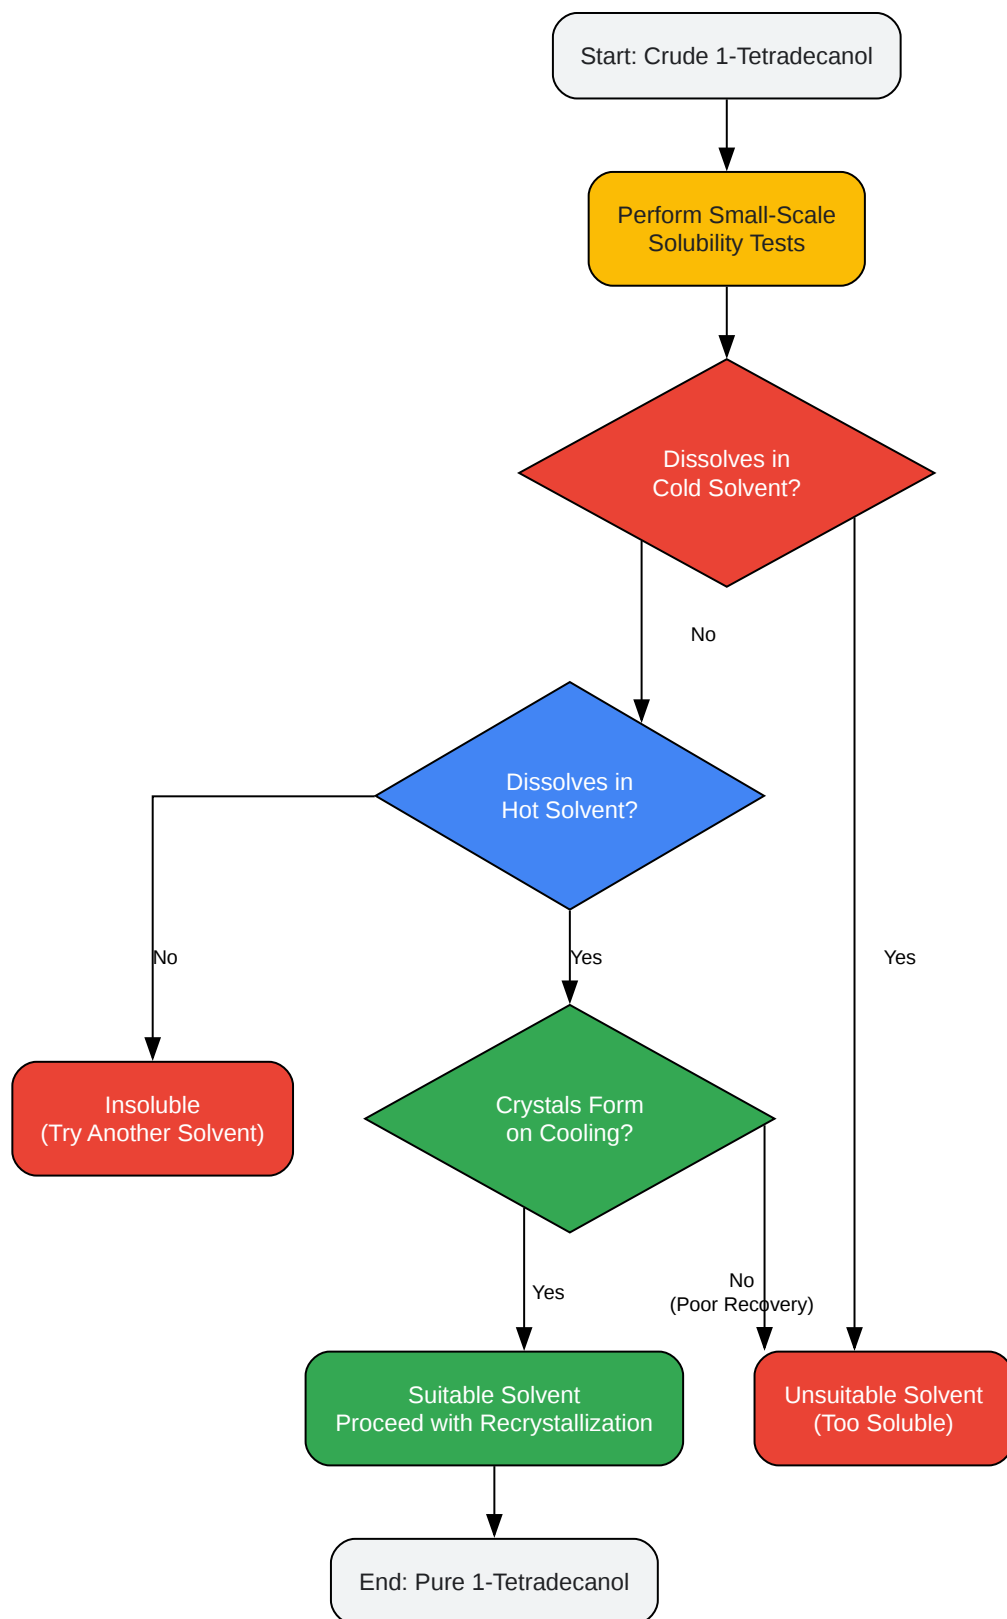 Start: Crude 1-Tetradecanol
Perform Small-Scale
Solubility Tests
Dissolves in
Cold Solvent?
No
Dissolves in
Hot Solvent?
No
Yes
Yes
Insoluble
(Try Another Solvent)
Crystals Form
on Cooling?
Yes
No
(Poor Recovery)
Suitable Solvent
Proceed with Recrystallization
Unsuitable Solvent
(Too Soluble)
End: Pure 1-Tetradecanol